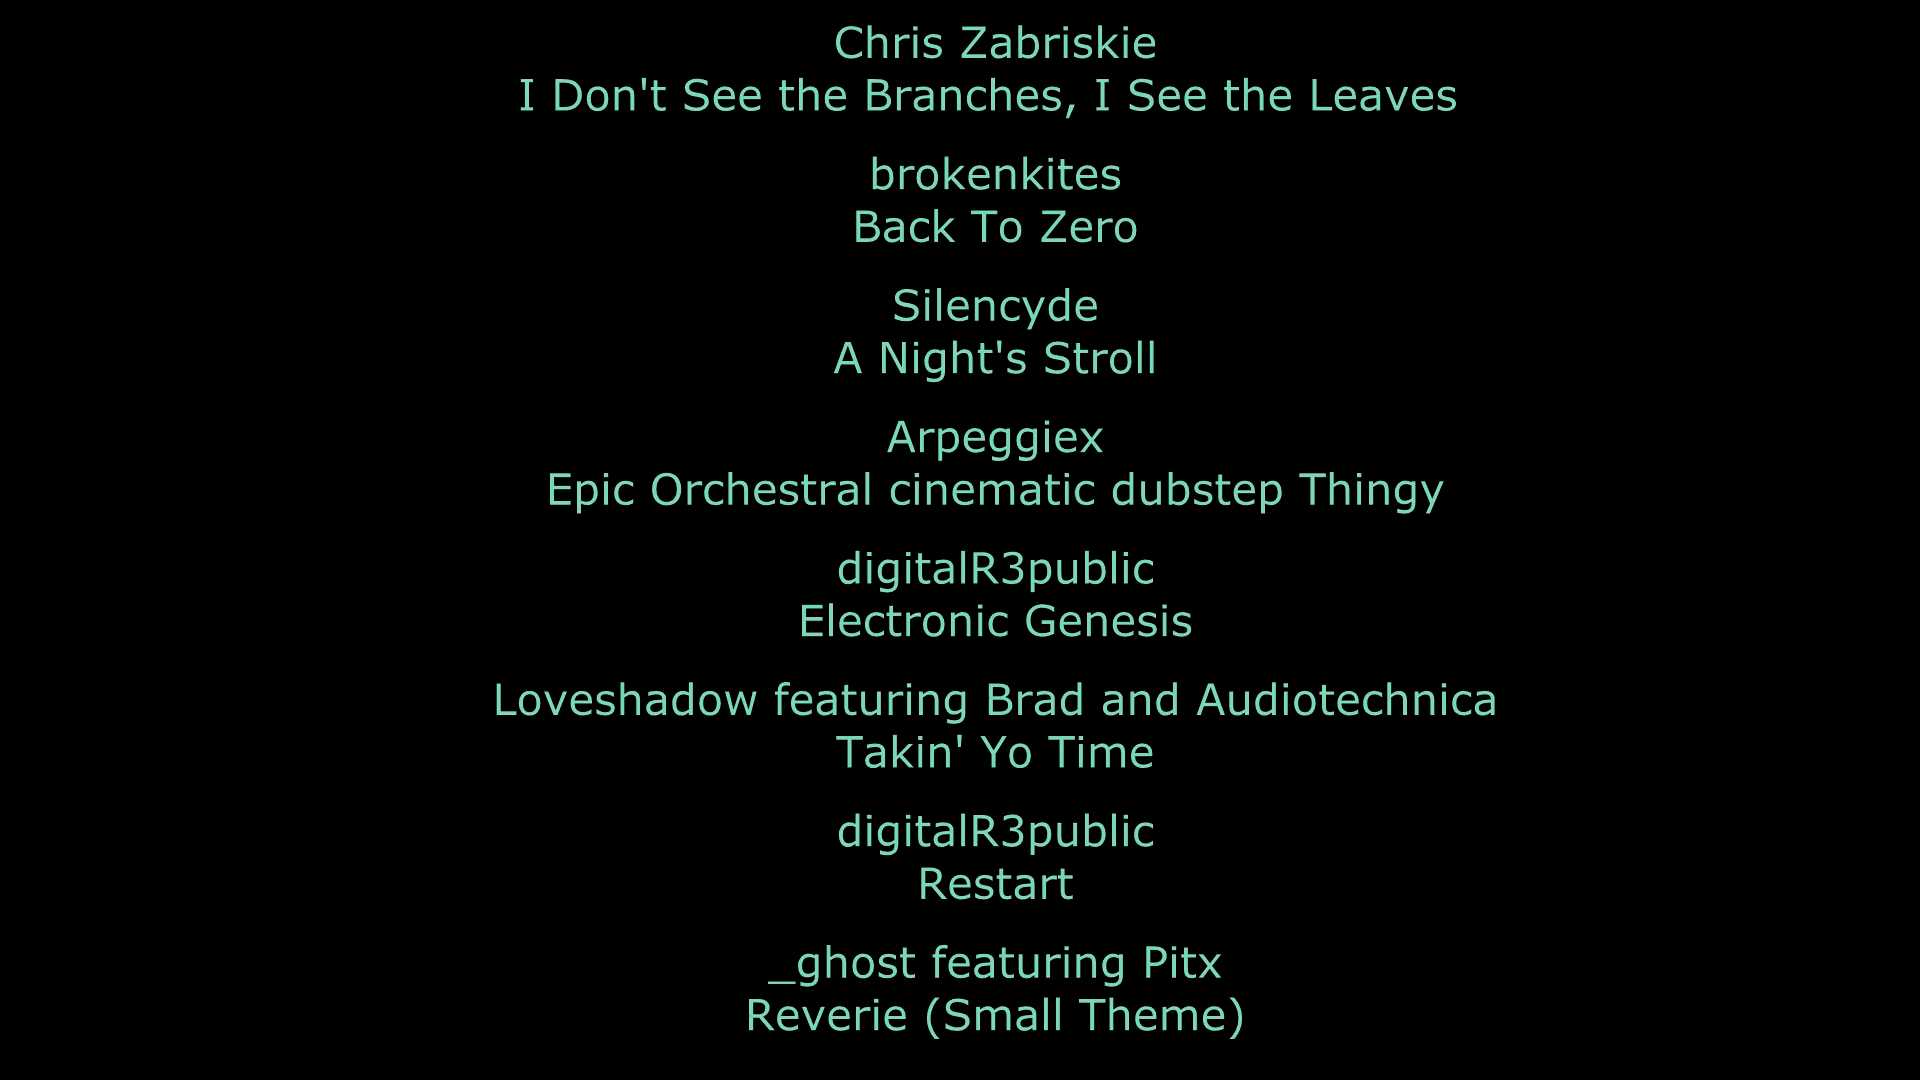 Chris Zabriskie
I Don't See the Branches, I See the Leaves
brokenkites
Back To Zero
Silencyde
A Night's Stroll
Arpeggiex
Epic Orchestral cinematic dubstep Thingy
digitalR3public
Electronic Genesis
Loveshadow featuring Brad and Audiotechnica
Takin' Yo Time
digitalR3public
Restart
_ghost featuring Pitx
Reverie (Small Theme)